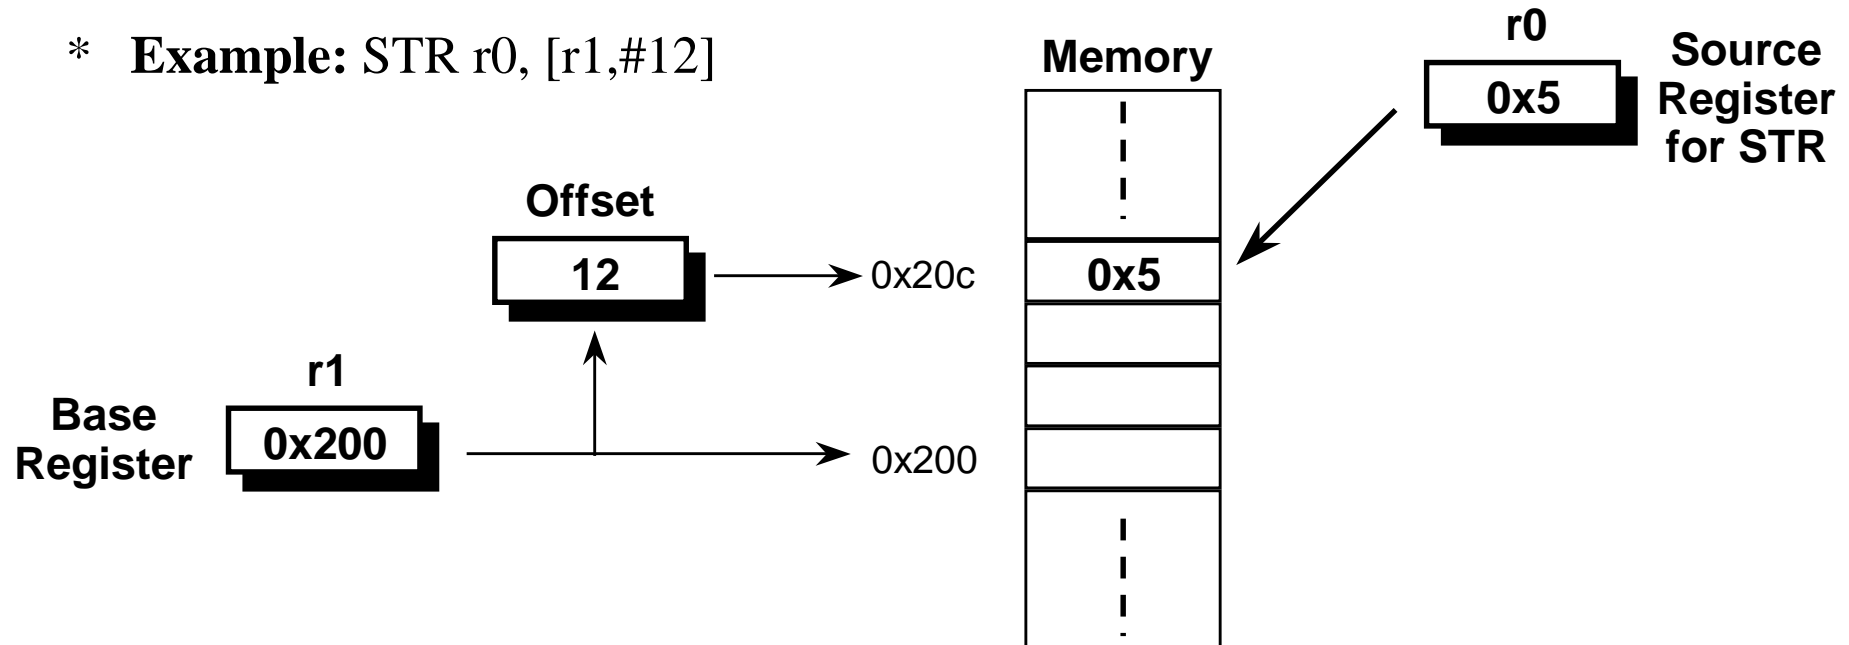 * Example: STR r0, [r1,#12]
Memory
r0
0x5
Source
Register
for STR
Offset
12
0x20c
0x5
r1
Base
Register
0x200
0x200